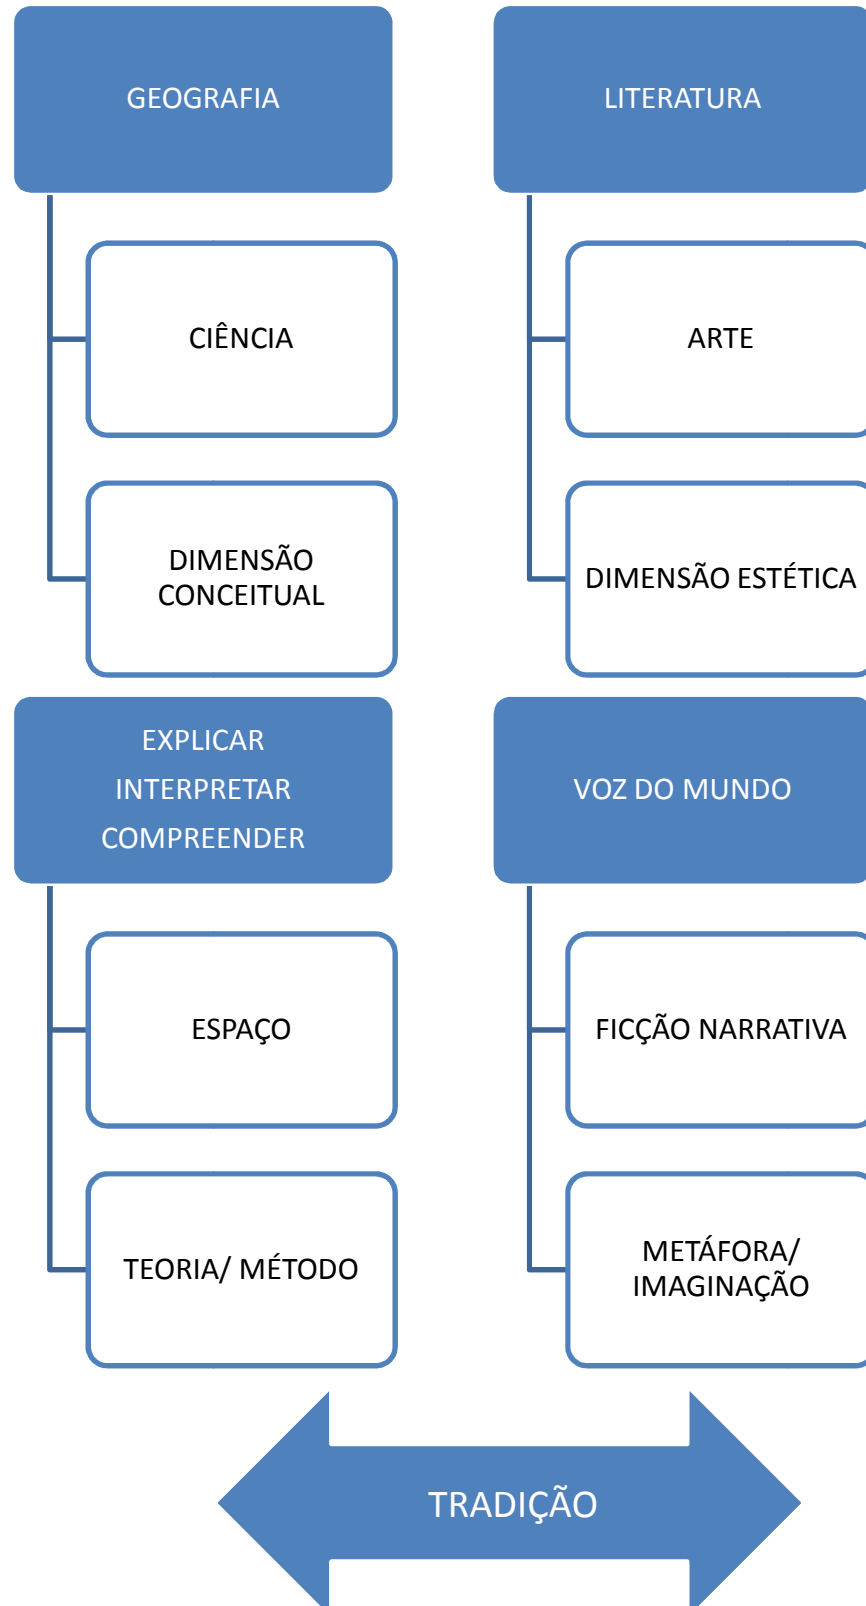 GEOGRAFIA
CIÊNCIA
DIMENSÃO
CONCEITUAL
LITERATURA
ARTE
DIMENSÃO ESTÉTICA
EXPLICAR
INTERPRETAR
COMPREENDER
ESPAÇO
TEORIA/ MÉTODO
VOZ DO MUNDO
FICÇÃO NARRATIVA
METÁFORA/
IMAGINAÇÃO
TRADIÇÃO